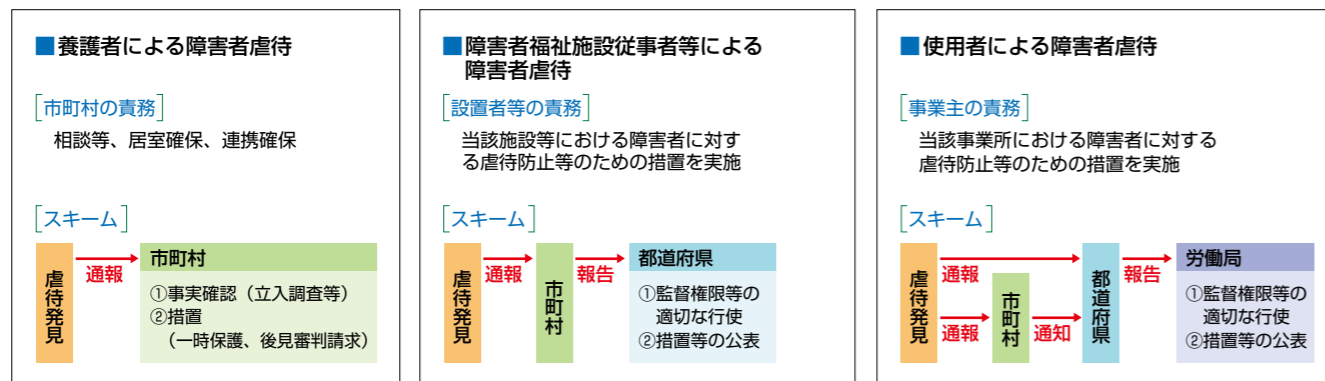 ■養護者による障害者虐待
[市町村の責務]
相談等、居室確保、連携確保
[スキーム]
虐待発見
通報
市町村
①事実確認（立入調査等）
②措置
（一時保護、後見審判請求）
■障害者福祉施設従事者等による
障害者虐待
[設置者等の責務]
当該施設等における障害者に対す
る虐待防止等のための措置を実施
[スキーム]
虐待発見
通報
市町村
報告
都道府県
①監督権限等の
適切な行使
②措置等の公表
■使用者による障害者虐待
[事業主の責務]
当該事業所における障害者に対する
虐待防止等のための措置を実施
[スキーム]
虐待発見
通報
通報
市町村
通知
都道府県
報告
労働局
①監督権限等の
適切な行使
②措置等の公表